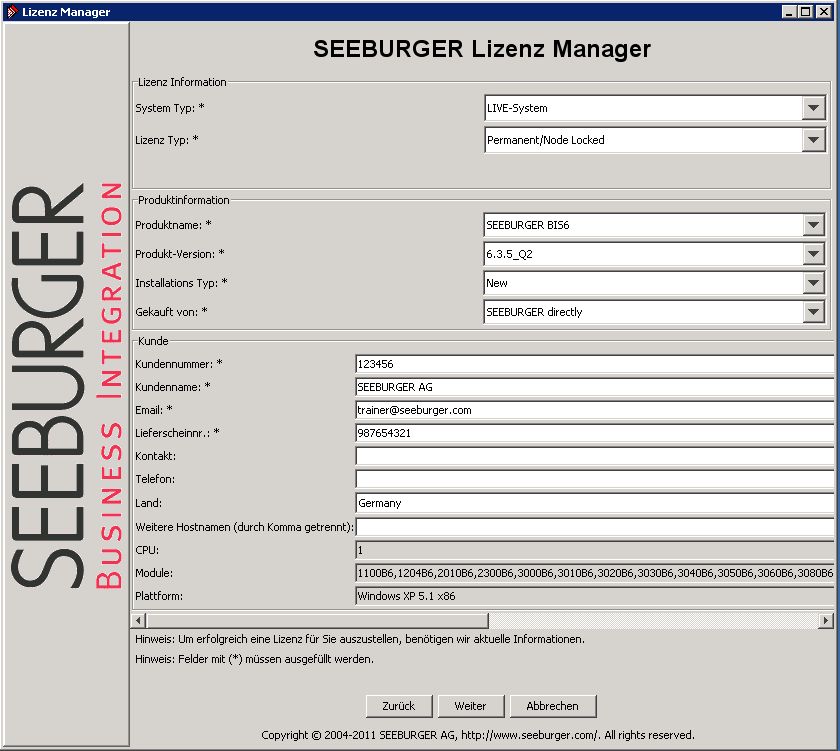 Lizenz Manager
SEEBURGER
BUSINESS INTEGRATION
SEEBURGER Lizenz Manager
Lizenz Information
System Typ: * LIVE-System
Lizenz Typ: * Permanent/Node Locked
Produktinformation
Produktname: * SEEBURGER BIS6
Produkt-Version: * 6.3.5_Q2
Installations Typ: * New
Gekauft von: * SEEBURGER directly
Kunde
Kundennummer: * 123456
Kundenname: * SEEBURGER AG
Email: * trainer@seeburger.com
Lieferscheinnr.: * 987654321
Kontakt:
Telefon:
Land: Germany
Weitere Hostnamen (durch Komma getrennt):
CPU: 1
Module: 1100B6,1204B6,2010B6,2300B6,3000B6,3010B6,3020B6,3030B6,3040B6,3050B6,3060B6,3080B6
Plattform: Windows XP 5.1 x86
Hinweis: Um erfolgreich eine Lizenz für Sie auszustellen, benötigen wir aktuelle Informationen.
Hinweis: Felder mit (*) müssen ausgefüllt werden.
Zurück Weiter Abbrechen
Copyright © 2004-2011 SEEBURGER AG, http://www.seeburger.com/. All rights reserved.